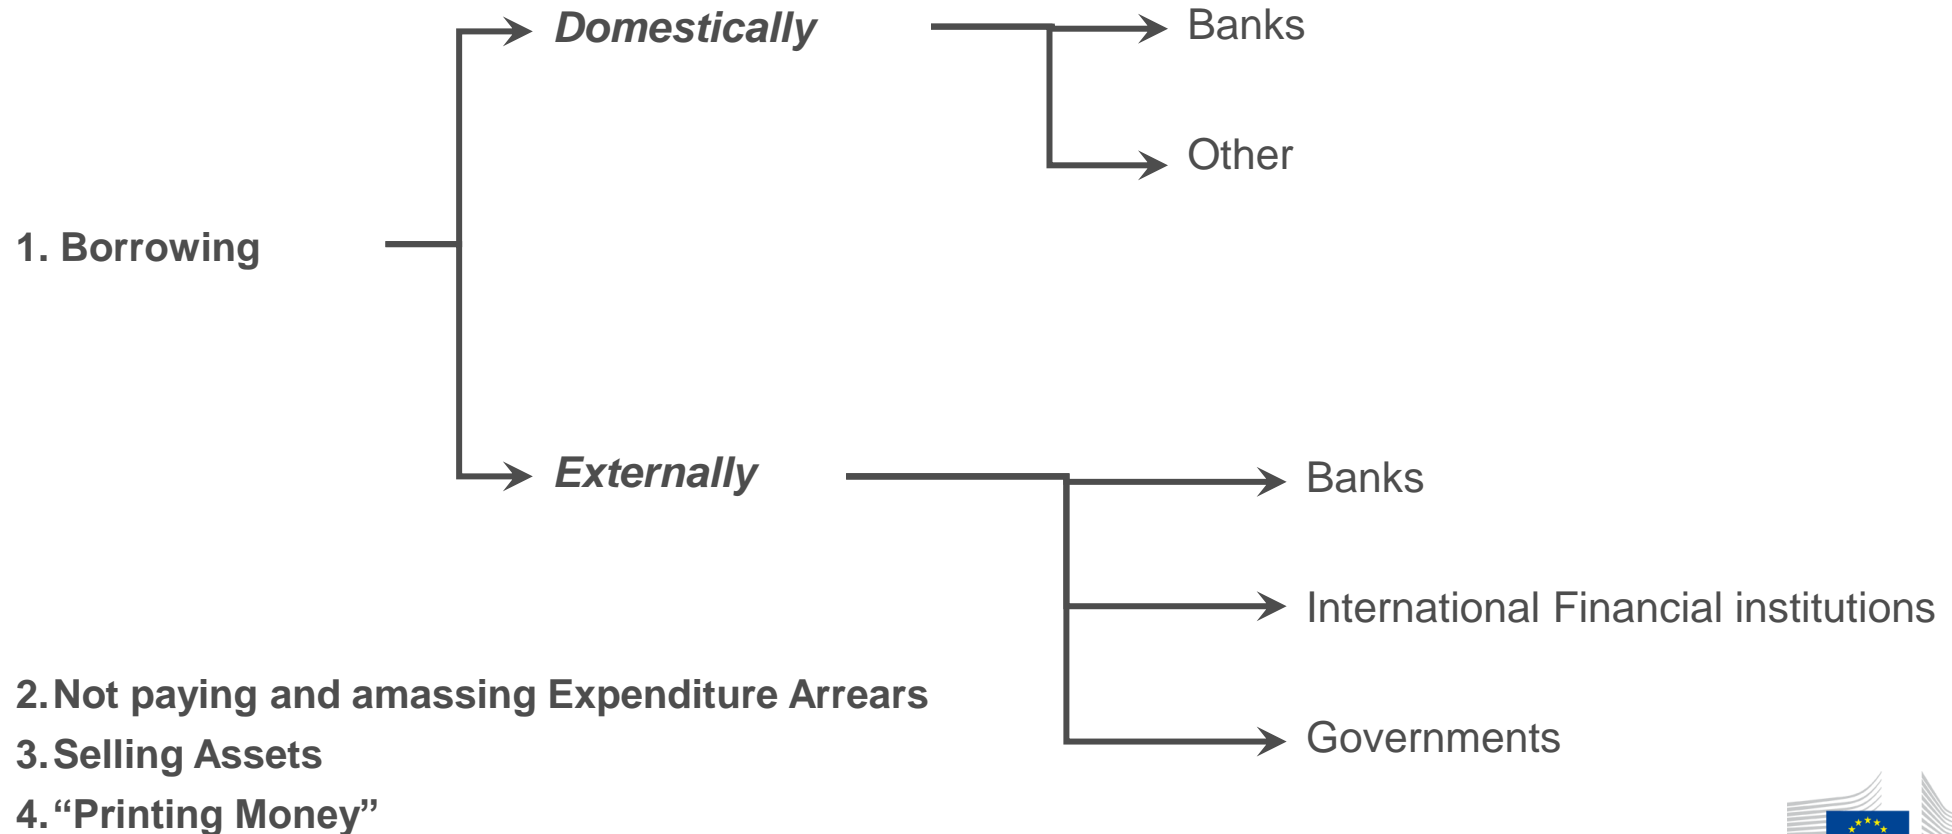 Domestically
Banks
Other
1. Borrowing
Externally
Banks
International Financial institutions
Governments
2. Not paying and amassing Expenditure Arrears
3. Selling Assets
4. “Printing Money”